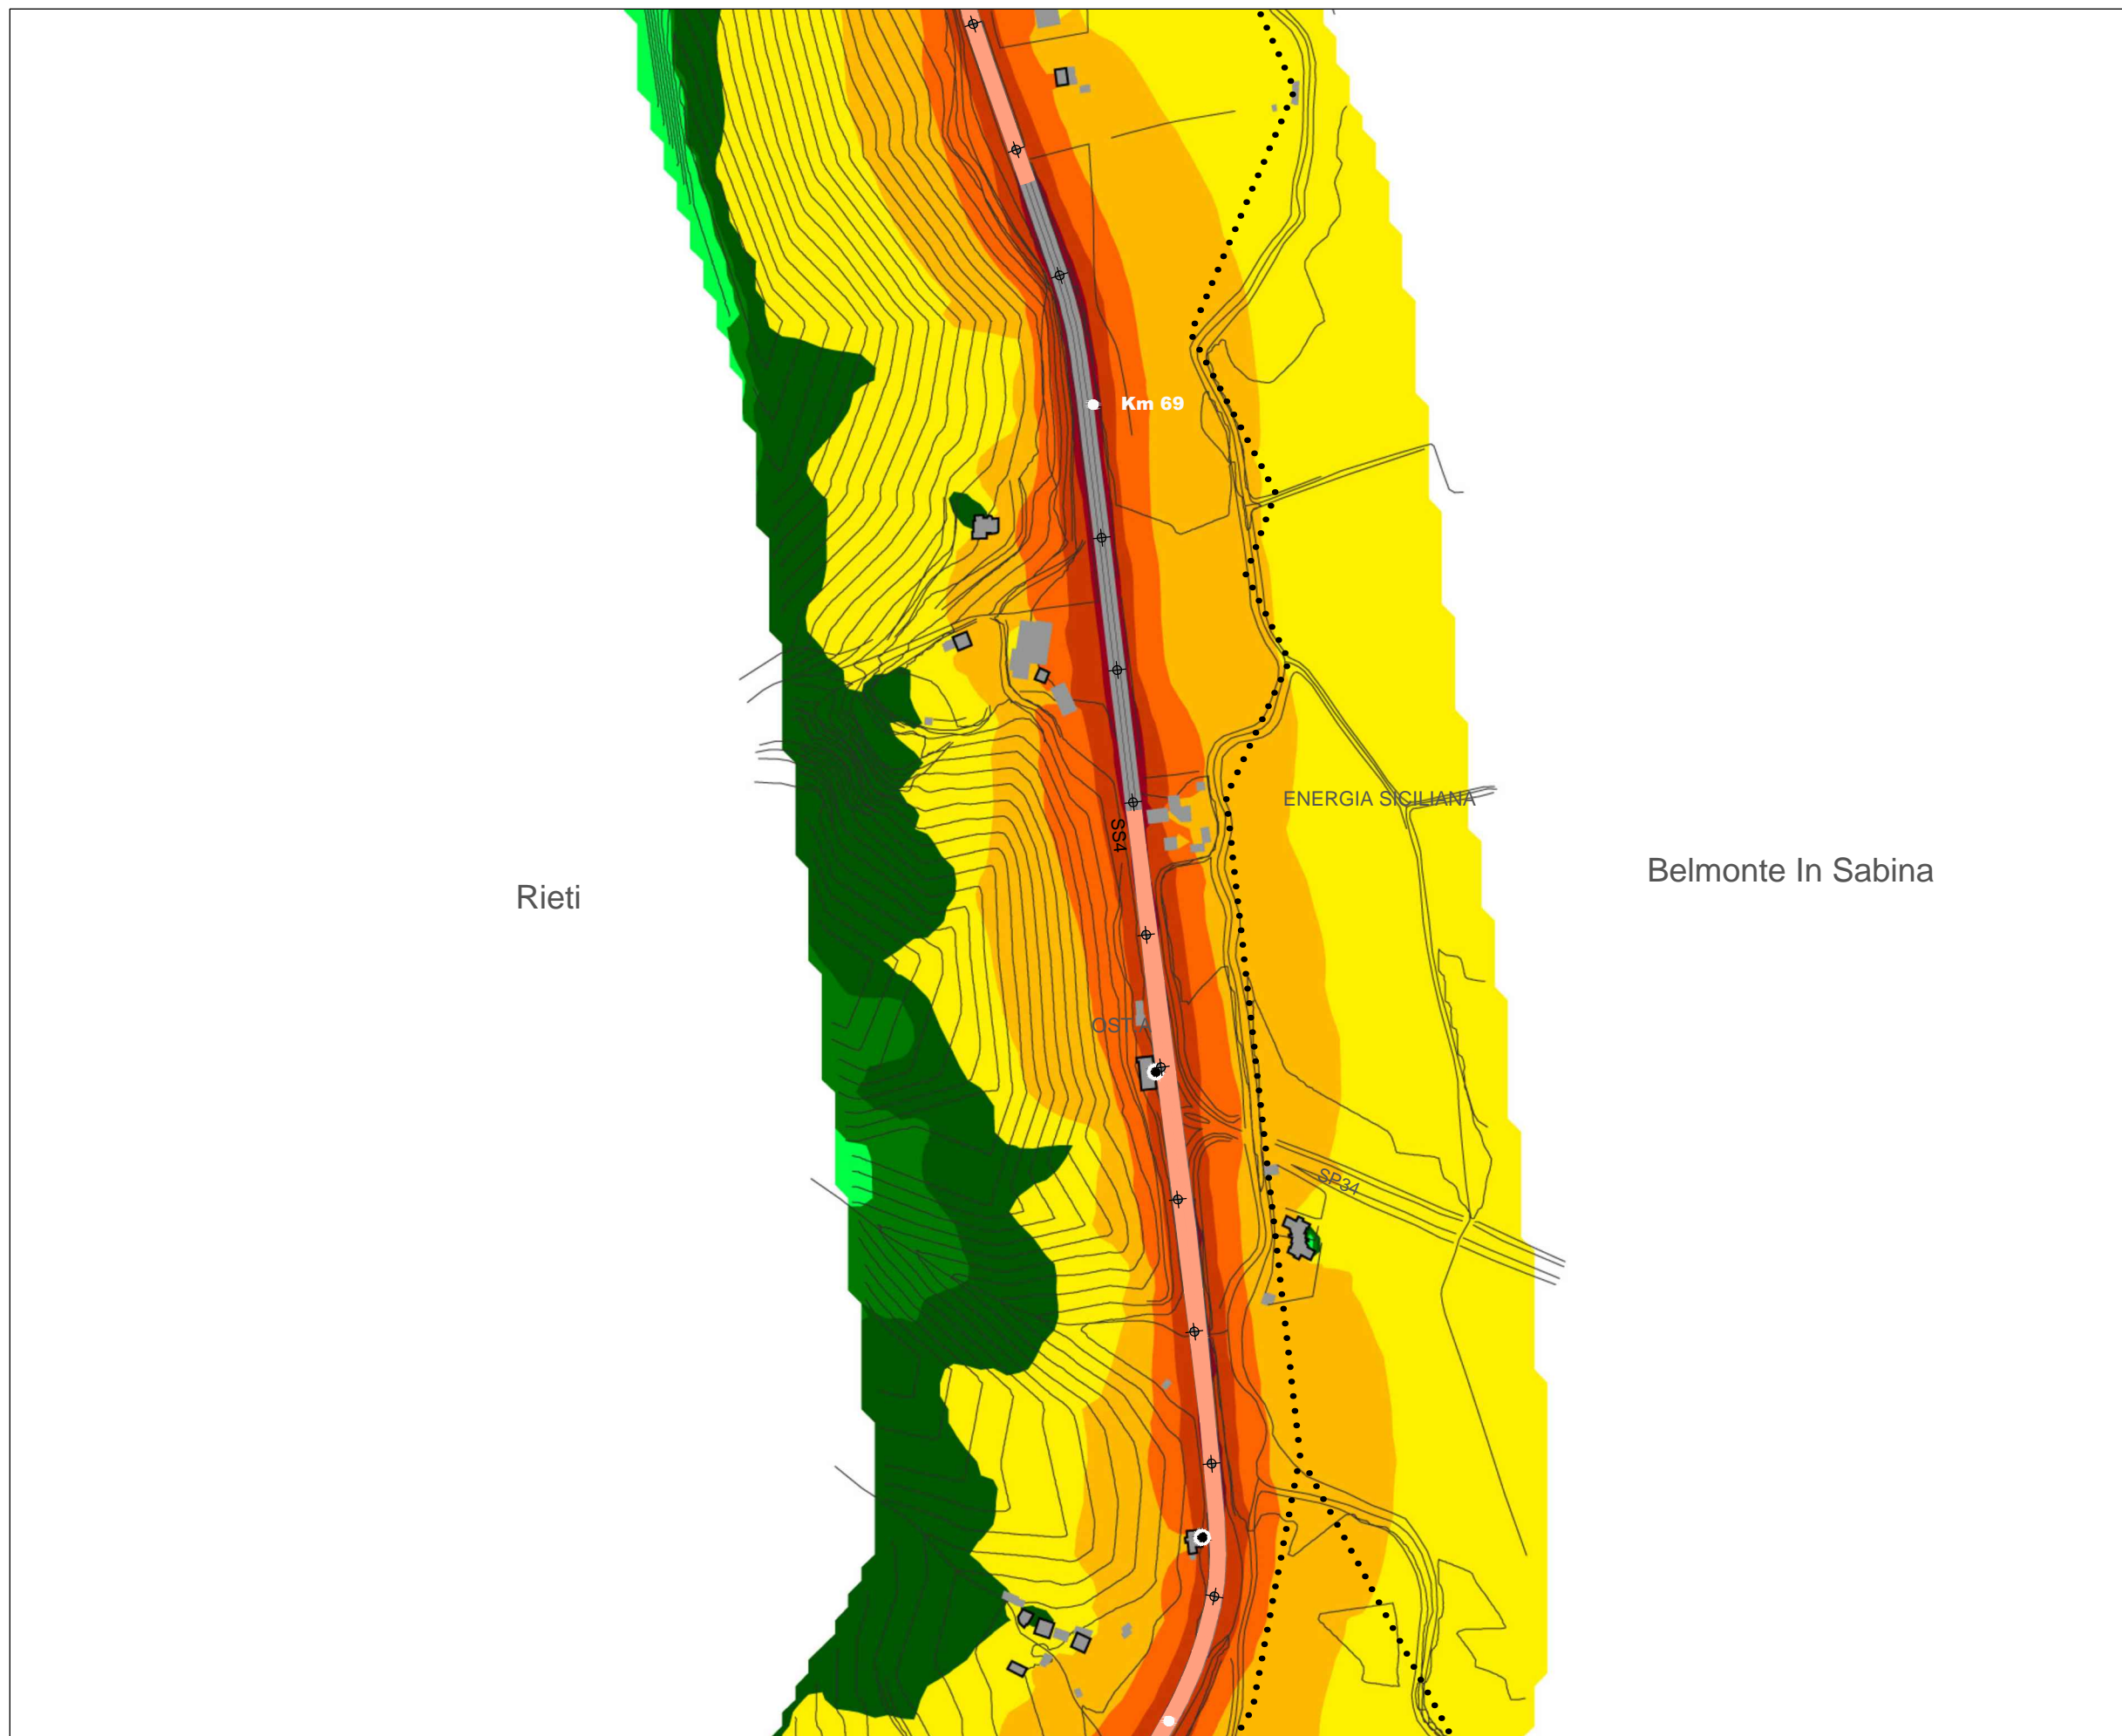 Km 69
ENERGIA SICILIANA
SS4
Belmonte In Sabina
Rieti
OSTIA
SP34